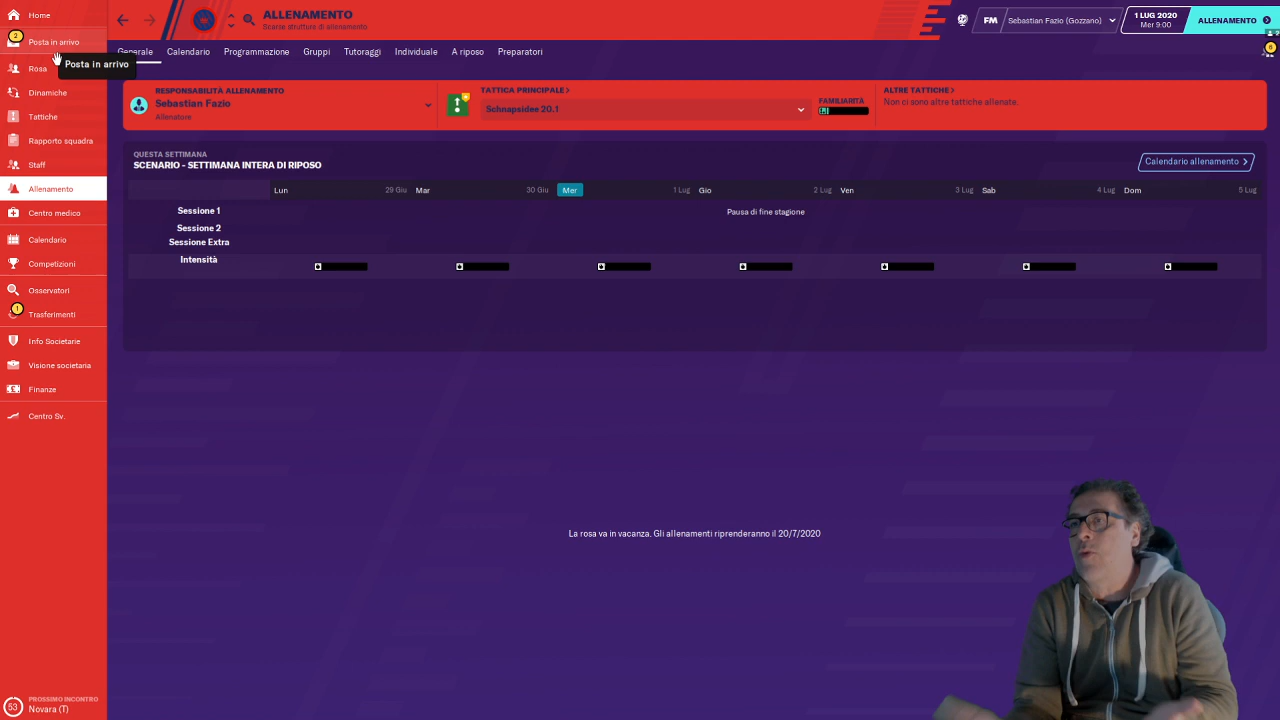 Home
2
Posta in arrivo
Posta in arrivo
Rosa
Dinamiche
Tattiche
Rapporto squadra
Staff
Allenamento
Centro medico
Calendario
Competizioni
Osservatori
1
Trasferimenti
Info Societarie
Visione societaria
Finanze
Centro Sv.
53
PROSSIMO INCONTRO
Novara (T)
ALLENAMENTO
Scarse strutture di allenamento
FM Sebastian Fazio (Gozzano)
1 LUG 2020
Mer 9:00
ALLENAMENTO
2
6
Generale Calendario Programmazione Gruppi Tutoraggi Individuale A riposo Preparatori
RESPONSABILITÀ ALLENAMENTO
Sebastian Fazio
Allenatore
TATTICA PRINCIPALE
Schnapsidee 20.1
FAMILIARITÀ
ALTRE TATTICHE
Non ci sono altre tattiche allenate.
QUESTA SETTIMANA
SCENARIO - SETTIMANA INTERA DI RIPOSO
Calendario allenamento
Lun 29 Giu Mar 30 Giu Mer 1 Lug Gio 2 Lug Ven 3 Lug Sab 4 Lug Dom 5 Lug
Sessione 1
Pausa di fine stagione
Sessione 2
Sessione Extra
Intensità
La rosa va in vacanza. Gli allenamenti riprenderanno il 20/7/2020